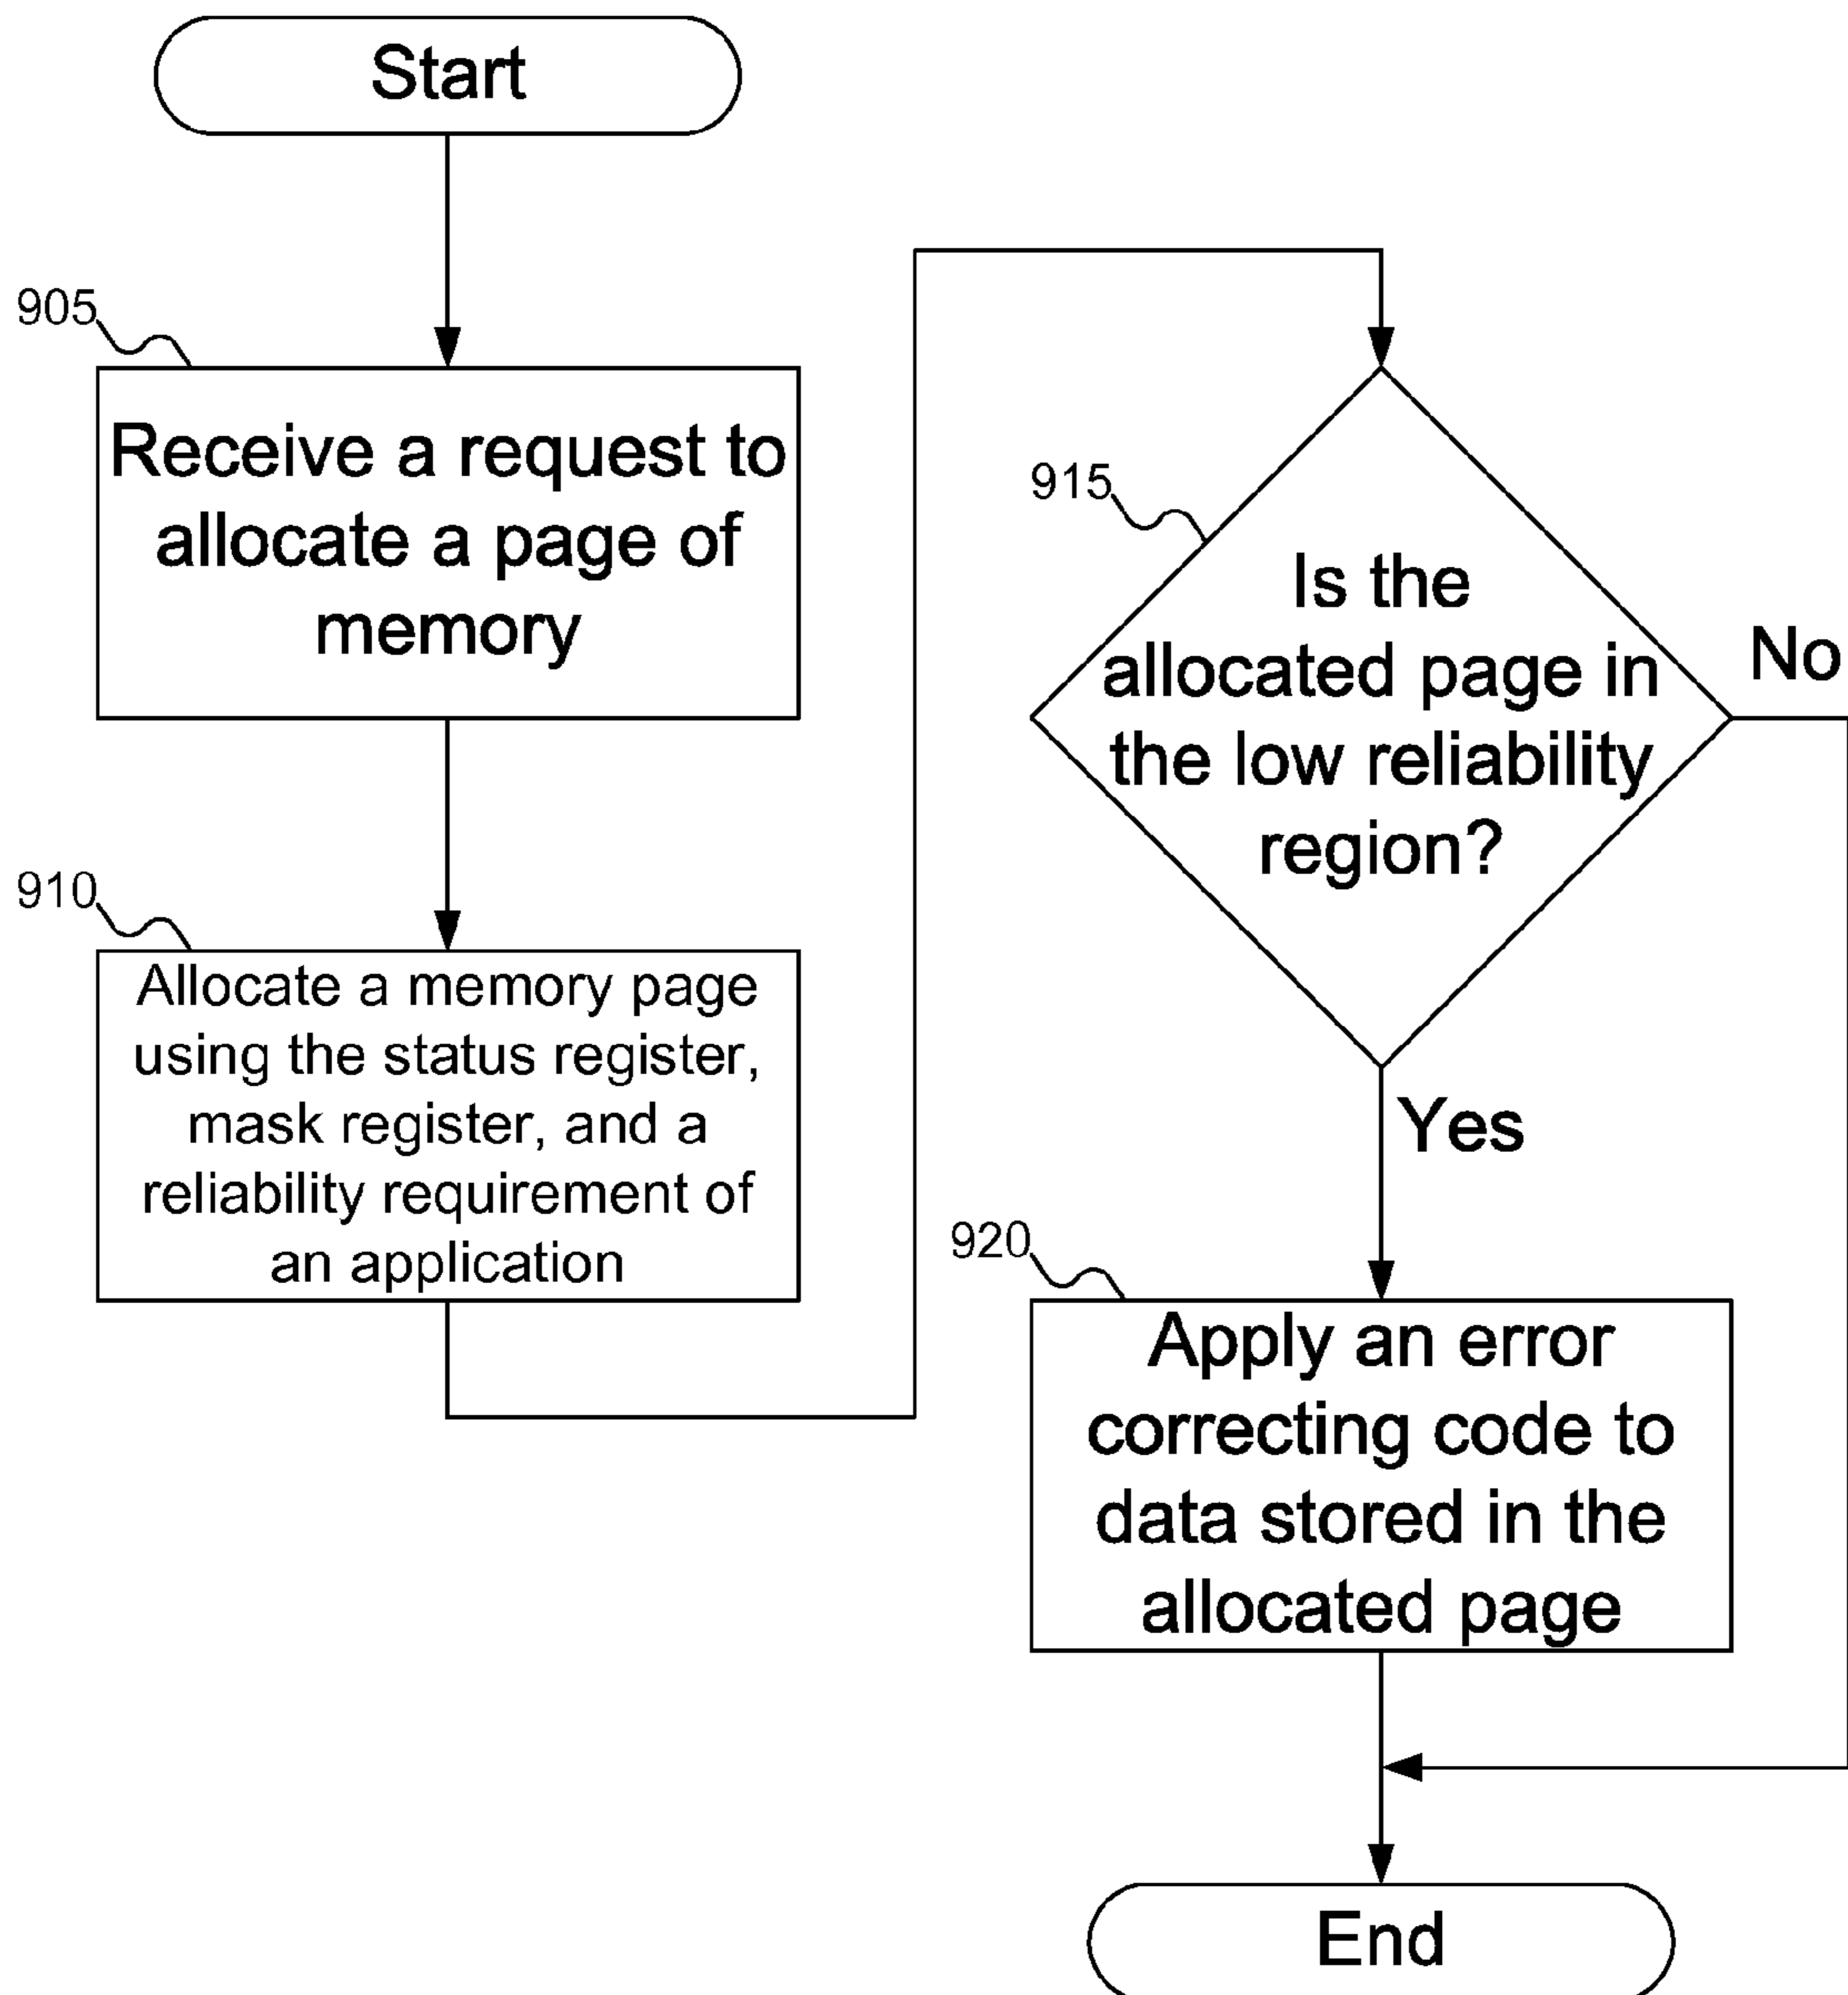 Start
905
Receive a request to
allocate a page of
memory
910
Allocate a memory page
using the status register,
mask register, and a
reliability requirement of
an application
915
Is the
allocated page in
the low reliability
region?
No
Yes
920
Apply an error
correcting code to
data stored in the
allocated page
End